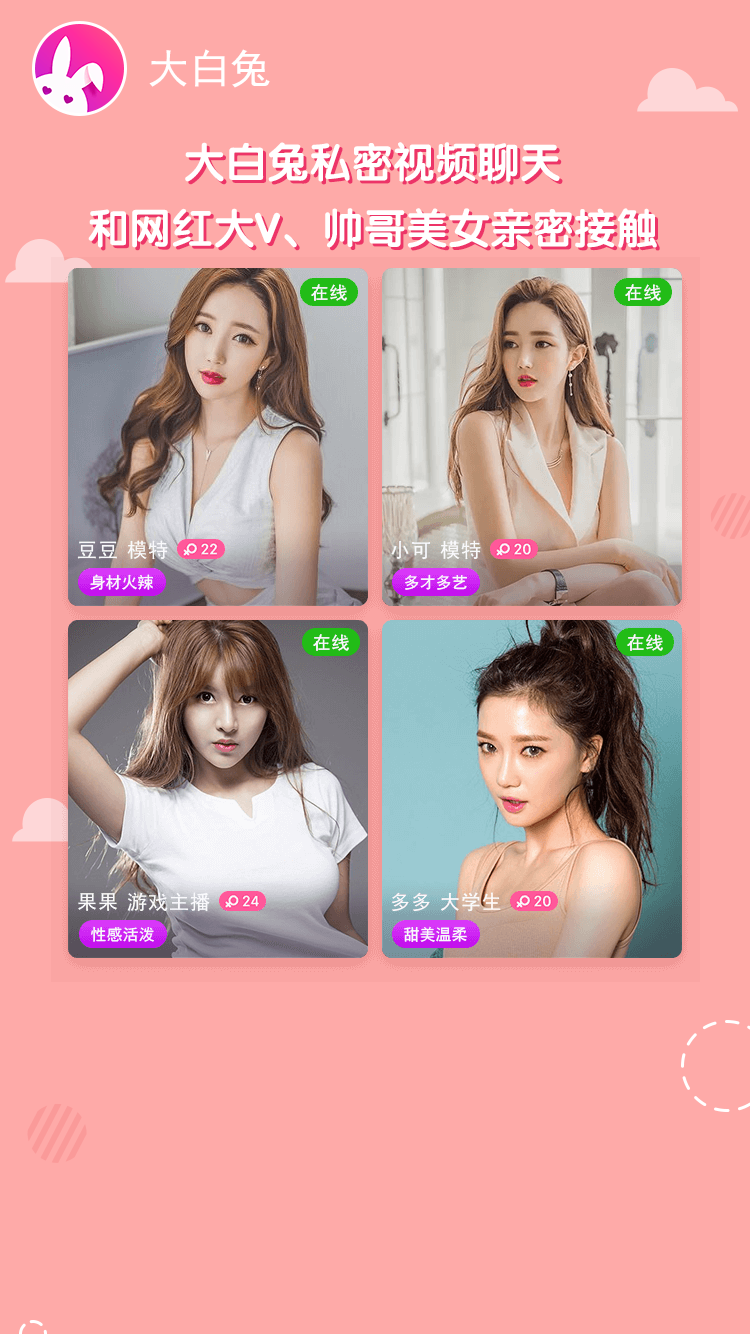 大白兔
大白兔私密视频聊天
和网红大V、帅哥美女亲密接触
在线
在线
豆豆 模特 22
小可 模特 20
身材火辣
多才多艺
在线
在线
果果 游戏主播 24
多多 大学生 20
性感活泼
甜美温柔